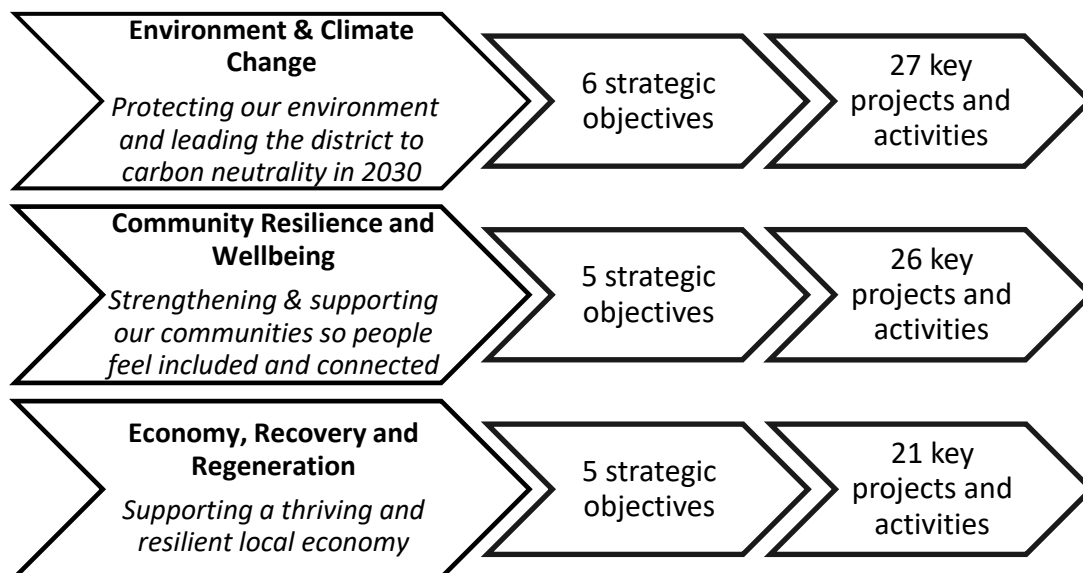 Environment & Climate
Change
Protecting our environment
and leading the district to
carbon neutrality in 2030
6 strategic
objectives
27 key
projects and
activities
Community Resilience and
Wellbeing
Strengthening & supporting
our communities so people
feel included and connected
5 strategic
objectives
26 key
projects and
activities
Economy, Recovery and
Regeneration
Supporting a thriving and
resilient local economy
5 strategic
objectives
21 key
projects and
activities